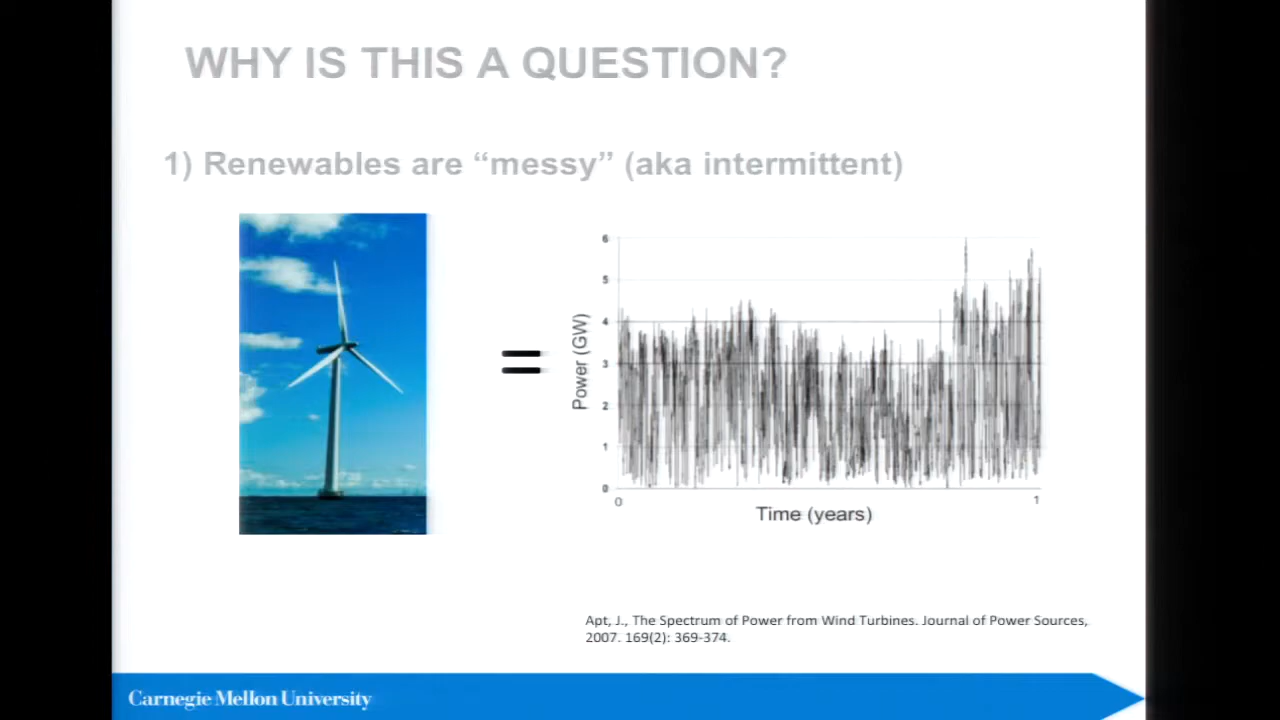 WHY IS THIS A QUESTION?
1) Renewables are “messy” (aka intermittent)
=
Power (GW)
6
5
4
3
2
1
0
0
1
Time (years)
Apt, J., The Spectrum of Power from Wind Turbines. Journal of Power Sources,
2007. 169(2): 369-374.
Carnegie Mellon University